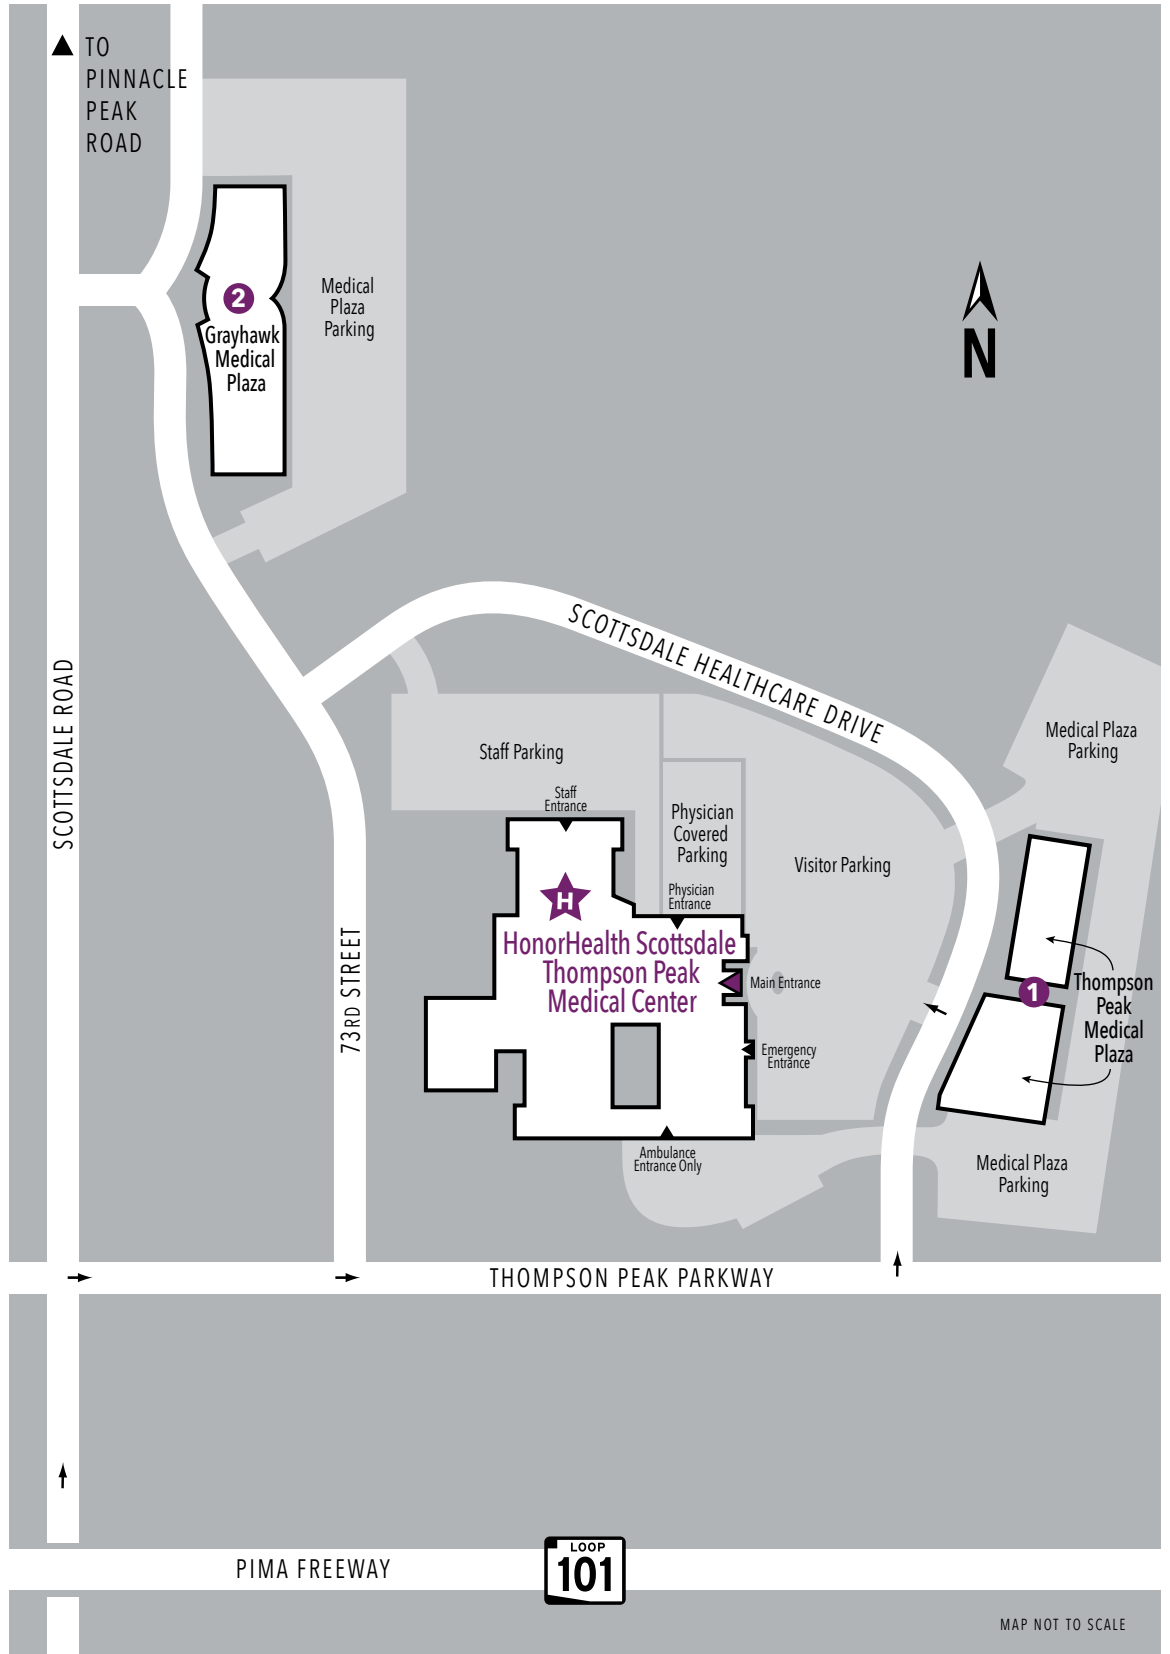 TO
PINNACLE
PEAK
ROAD
2
Grayhawk
Medical
Plaza
Medical
Plaza
Parking
N
SCOTTSDALE HEALTHCARE DRIVE
SCOTTSDALE ROAD
Staff Parking
Staff
Entrance
Physician
Covered
Parking
Physician
Entrance
Visitor Parking
Medical Plaza
Parking
H
HonorHealth Scottsdale
Thompson Peak
Medical Center
Main Entrance
Emergency
Entrance
1
Thompson
Peak
Medical
Plaza
73RD STREET
Ambulance
Entrance Only
Medical Plaza
Parking
THOMPSON PEAK PARKWAY
PIMA FREEWAY
LOOP
101
MAP NOT TO SCALE